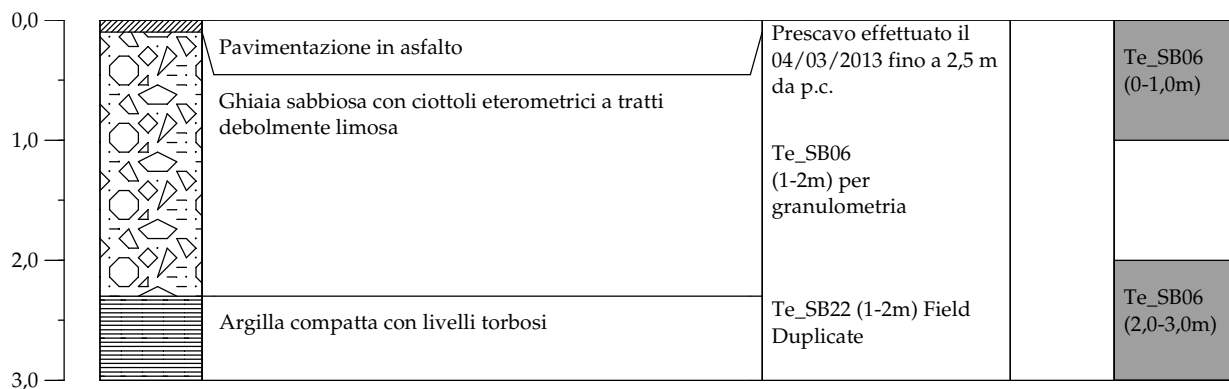 0,0
1,0
2,0
3,0
Pavimentazione in asfalto
Ghiaia sabbiosa con ciottoli eterometrici a tratti
debolmente limosa
Argilla compatta con livelli torbosi
Prescavo effettuato il
04/03/2013 fino a 2,5 m
da p.c.
Te_SB06
(1-2m) per
granulometria
Te_SB22 (1-2m) Field
Duplicate
Te_SB06
(0-1,0m)
Te_SB06
(2,0-3,0m)